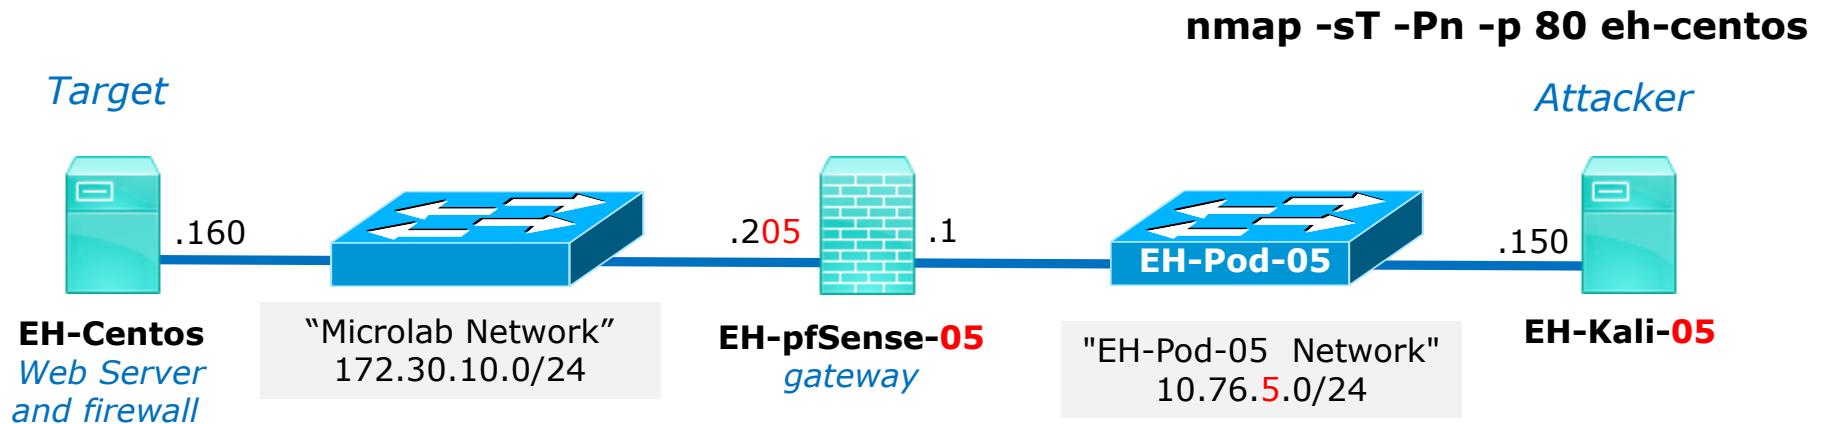 nmap -sT -Pn -p 80 eh-centos
Target
Attacker
.160
.205
.1
.150
EH-Pod-05
EH-Centos
Web Server
and firewall
“Microlab Network”
172.30.10.0/24
EH-pfSense-05
gateway
"EH-Pod-05 Network"
10.76.5.0/24
EH-Kali-05